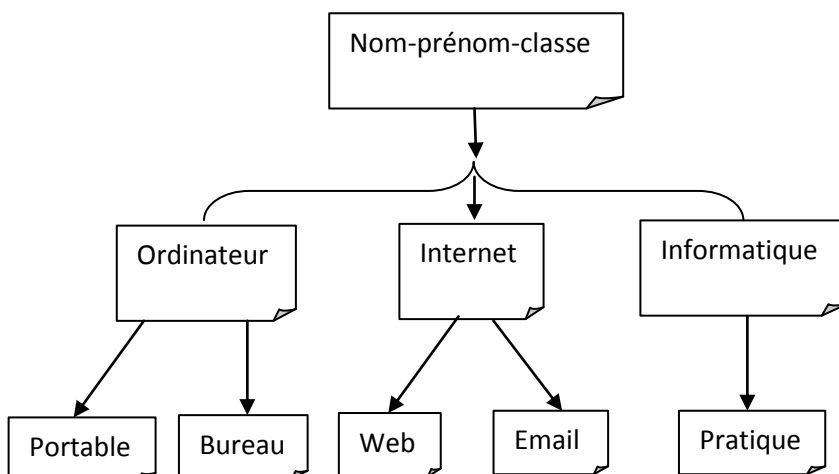 Nom-prénom-classe
Ordinateur
Internet
Informatique
Portable
Bureau
Web
Email
Pratique